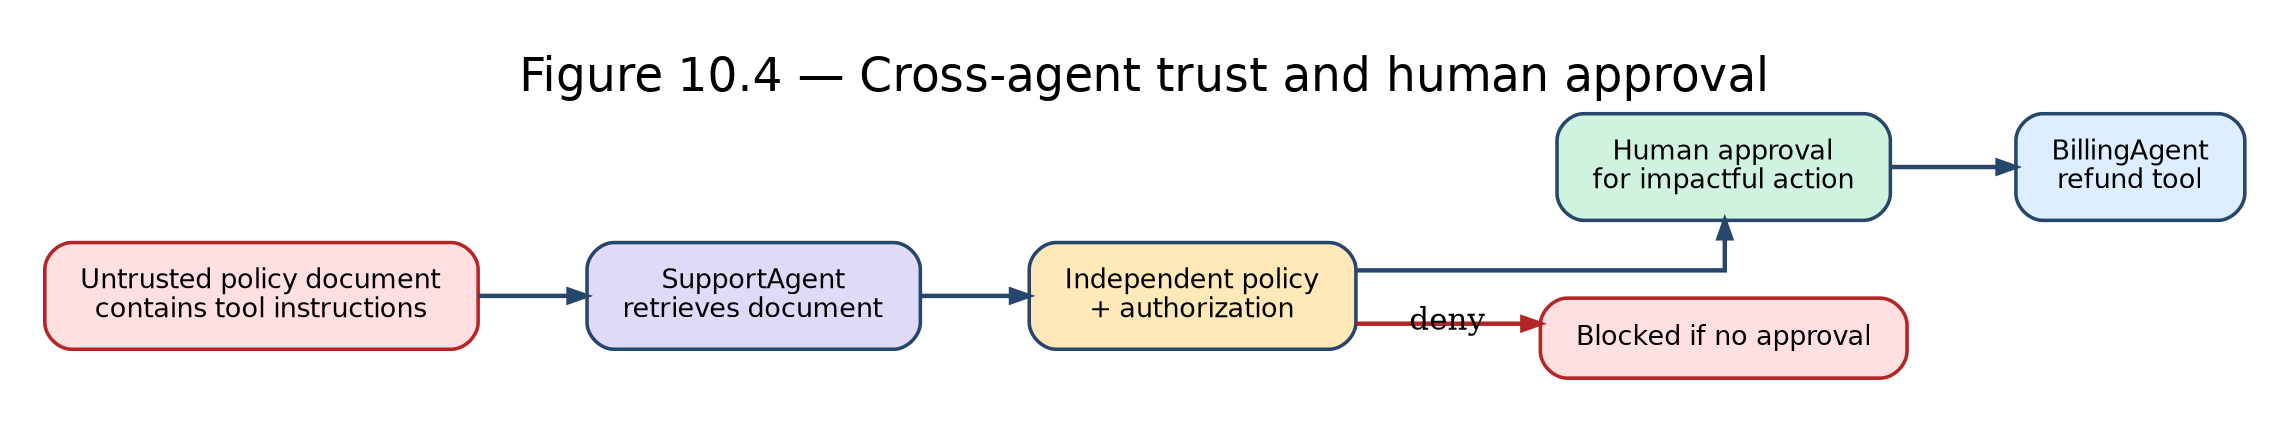 Figure 10.4 — Cross-agent trust and human approval
Untrusted policy document
contains tool instructions
SupportAgent
retrieves document
Independent policy
+ authorization
deny
Human approval
for impactful action
BillingAgent
refund tool
Blocked if no approval